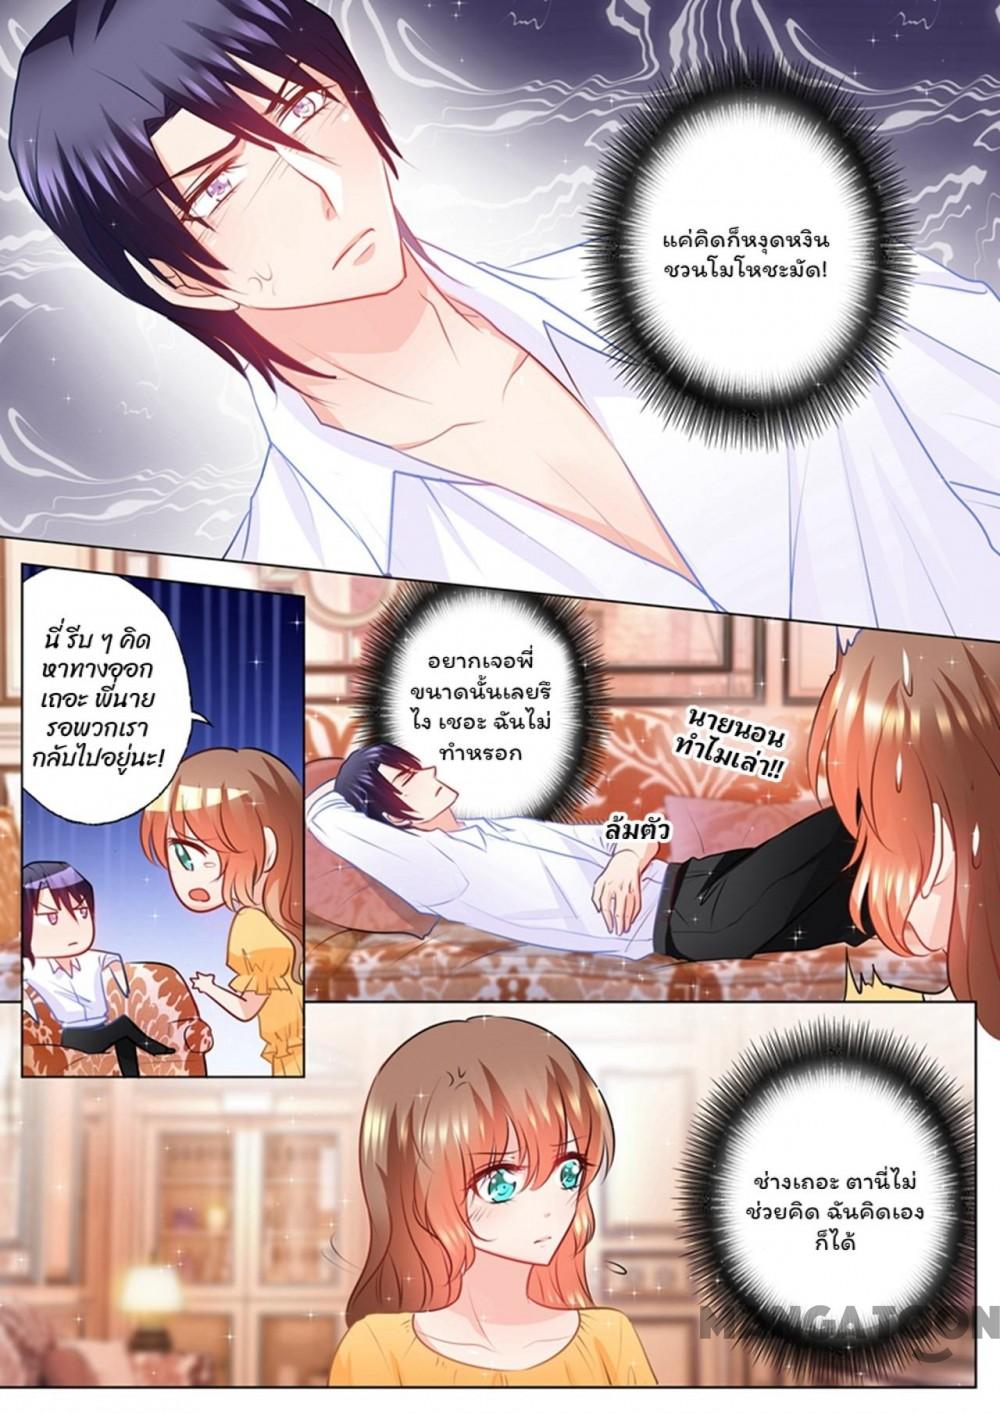 แค่คิดก็หงุดหงิน
ชวนโมโหชะมัด!
นี่ รีบ ๆ คิด
หาทางออก
เถอะ พี่นาย
รอพวกเรา
กลับไปอยู่นะ!
อยากเจอพี่
ขนาดนั้นเลยรึ
ไง เชอะ ฉันไม่
ทำหรอก
นายนอน
ทำไมเล่า!!
ล้มตัว
ช่างเถอะ ตานี่ไม่
ช่วยคิด ฉันคิดเอง
ก็ได้
MANGATOON